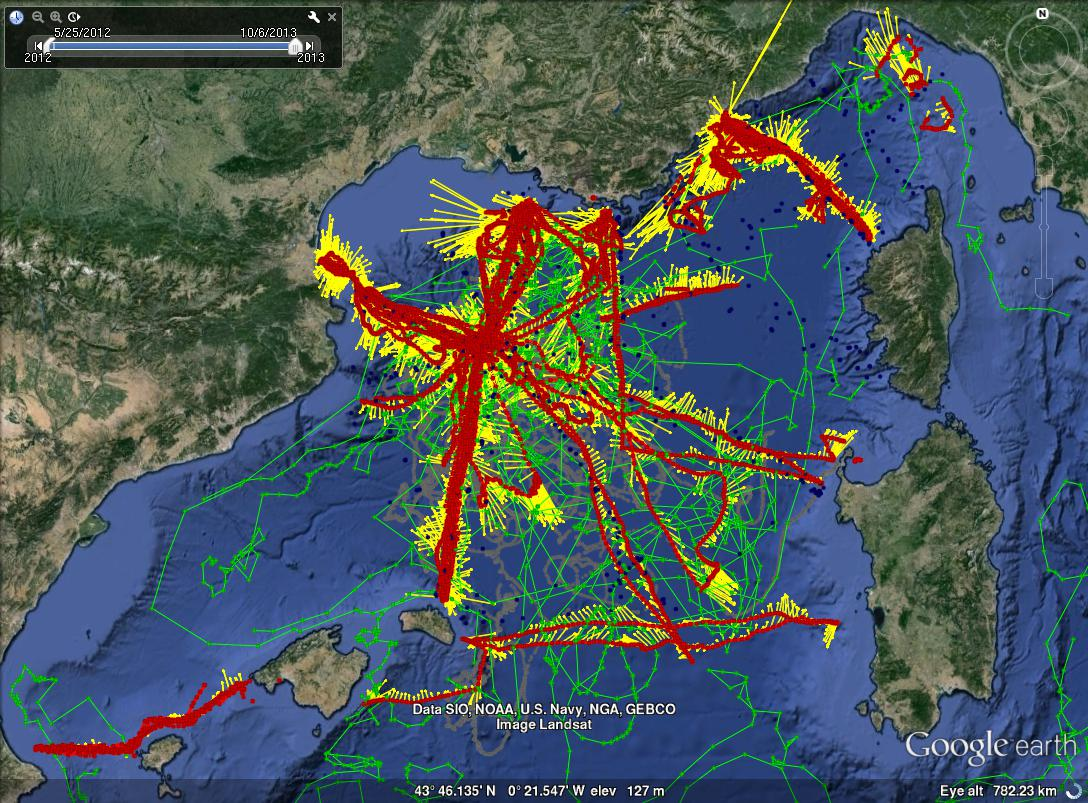 5/25/2012 10/6/2013
2012 2013
N
Data SIO, NOAA, U.S. Navy, NGA, GEBCO
Image Landsat
Google earth
43° 46.135' N 0° 21.547' W elev 127 m Eye alt 782.23 km